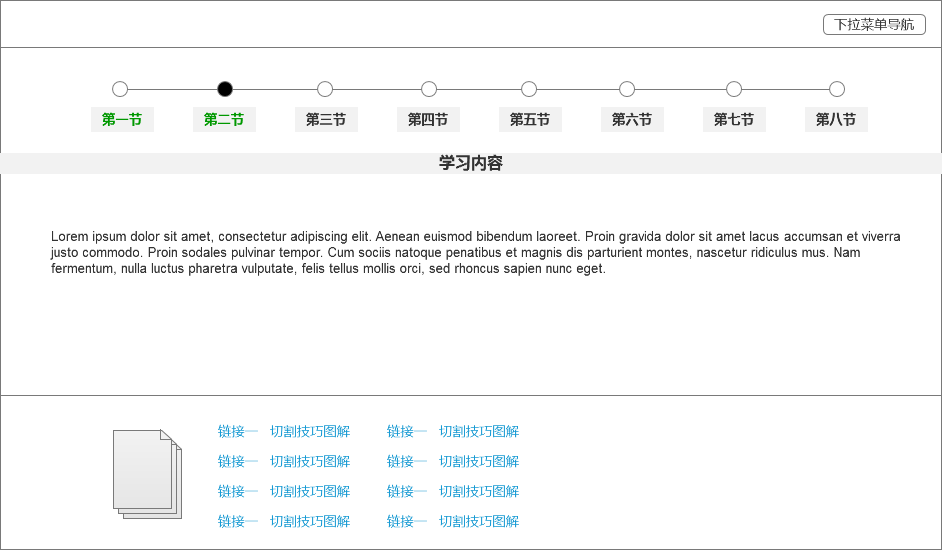 下拉菜单导航
第一节 第二节 第三节 第四节 第五节 第六节 第七节 第八节
学习内容
Lorem ipsum dolor sit amet, consectetur adipiscing elit. Aenean euismod bibendum laoreet. Proin gravida dolor sit amet lacus accumsan et viverra
justo commodo. Proin sodales pulvinar tempor. Cum sociis natoque penatibus et magnis dis parturient montes, nascetur ridiculus mus. Nam
fermentum, nulla luctus pharetra vulputate, felis tellus mollis orci, sed rhoncus sapien nunc eget.
链接一 切割技巧图解 链接一 切割技巧图解
链接一 切割技巧图解 链接一 切割技巧图解
链接一 切割技巧图解 链接一 切割技巧图解
链接一 切割技巧图解 链接一 切割技巧图解